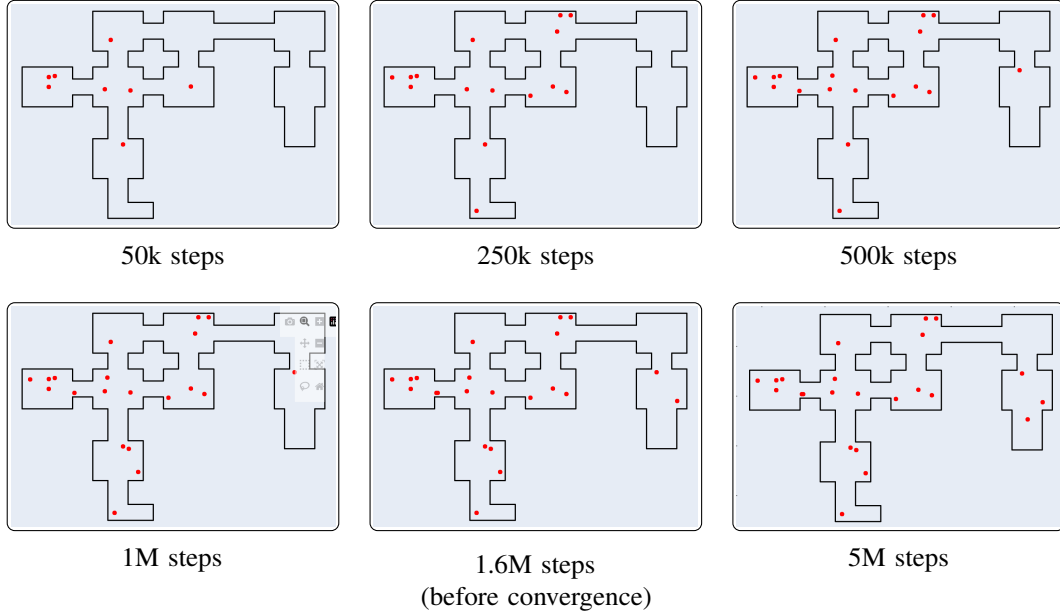 50k steps
250k steps
500k steps
1M steps
1.6M steps
(before convergence)
5M steps